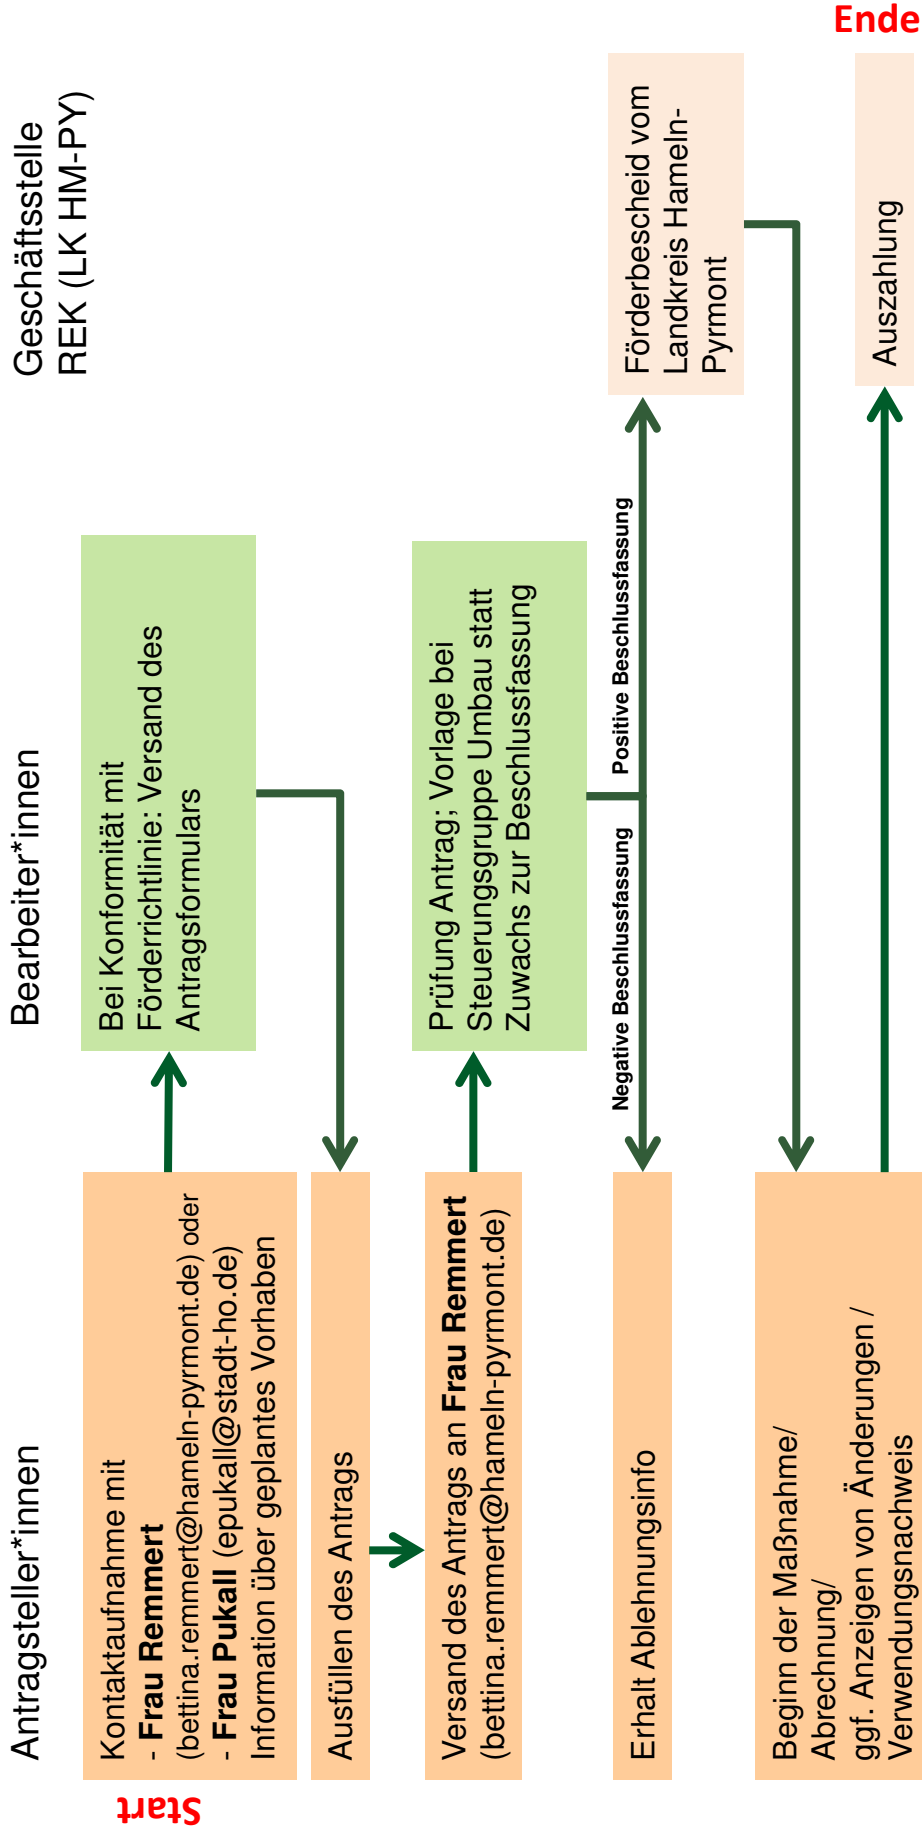 Antragsteller*innen
Bearbeiter*innen
Geschäftsstelle
REK (LK HM-PY)
Start
Kontaktaufnahme mit
- Frau Remmert
(bettina.remmert@hameln-pyrmont.de) oder
- Frau Pukall (epukall@stadt-ho.de)
Information über geplantes Vorhaben
Bei Konformität mit
Förderrichtlinie: Versand des
Antragsformulars
Ausfüllen des Antrags
Versand des Antrags an Frau Remmert
(bettina.remmert@hameln-pyrmont.de)
Prüfung Antrag; Vorlage bei
Steuerungsgruppe Umbau statt
Zuwachs zur Beschlussfassung
Negative Beschlussfassung
Positive Beschlussfassung
Erhalt Ablehnungsinfo
Förderbescheid vom
Landkreis Hameln-
Pyrmont
Beginn der Maßnahme/
Abrechnung/
ggf. Anzeigen von Änderungen /
Verwendungsnachweis
Auszahlung
Ende